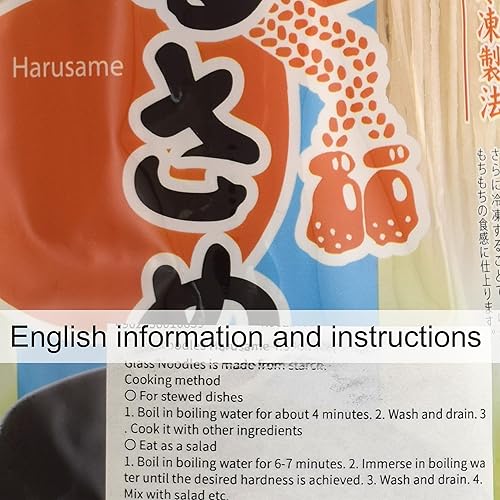 Harusame
さ
め
凍製法
さらに冷凍することで、
もちもちの食感に仕上ります
English information and instructions
Harusame
Glass Noodles is made from starch.
Cooking method
〇 For stewed dishes
1. Boil in boiling water for about 4 minutes. 2. Wash and drain. 3
. Cook it with other ingredients
〇 Eat as a salad
1. Boil in boiling water for 6-7 minutes. 2. Immerse in boiling wa
ter until the desired hardness is achieved. 3. Wash and drain. 4.
Mix with salad etc.